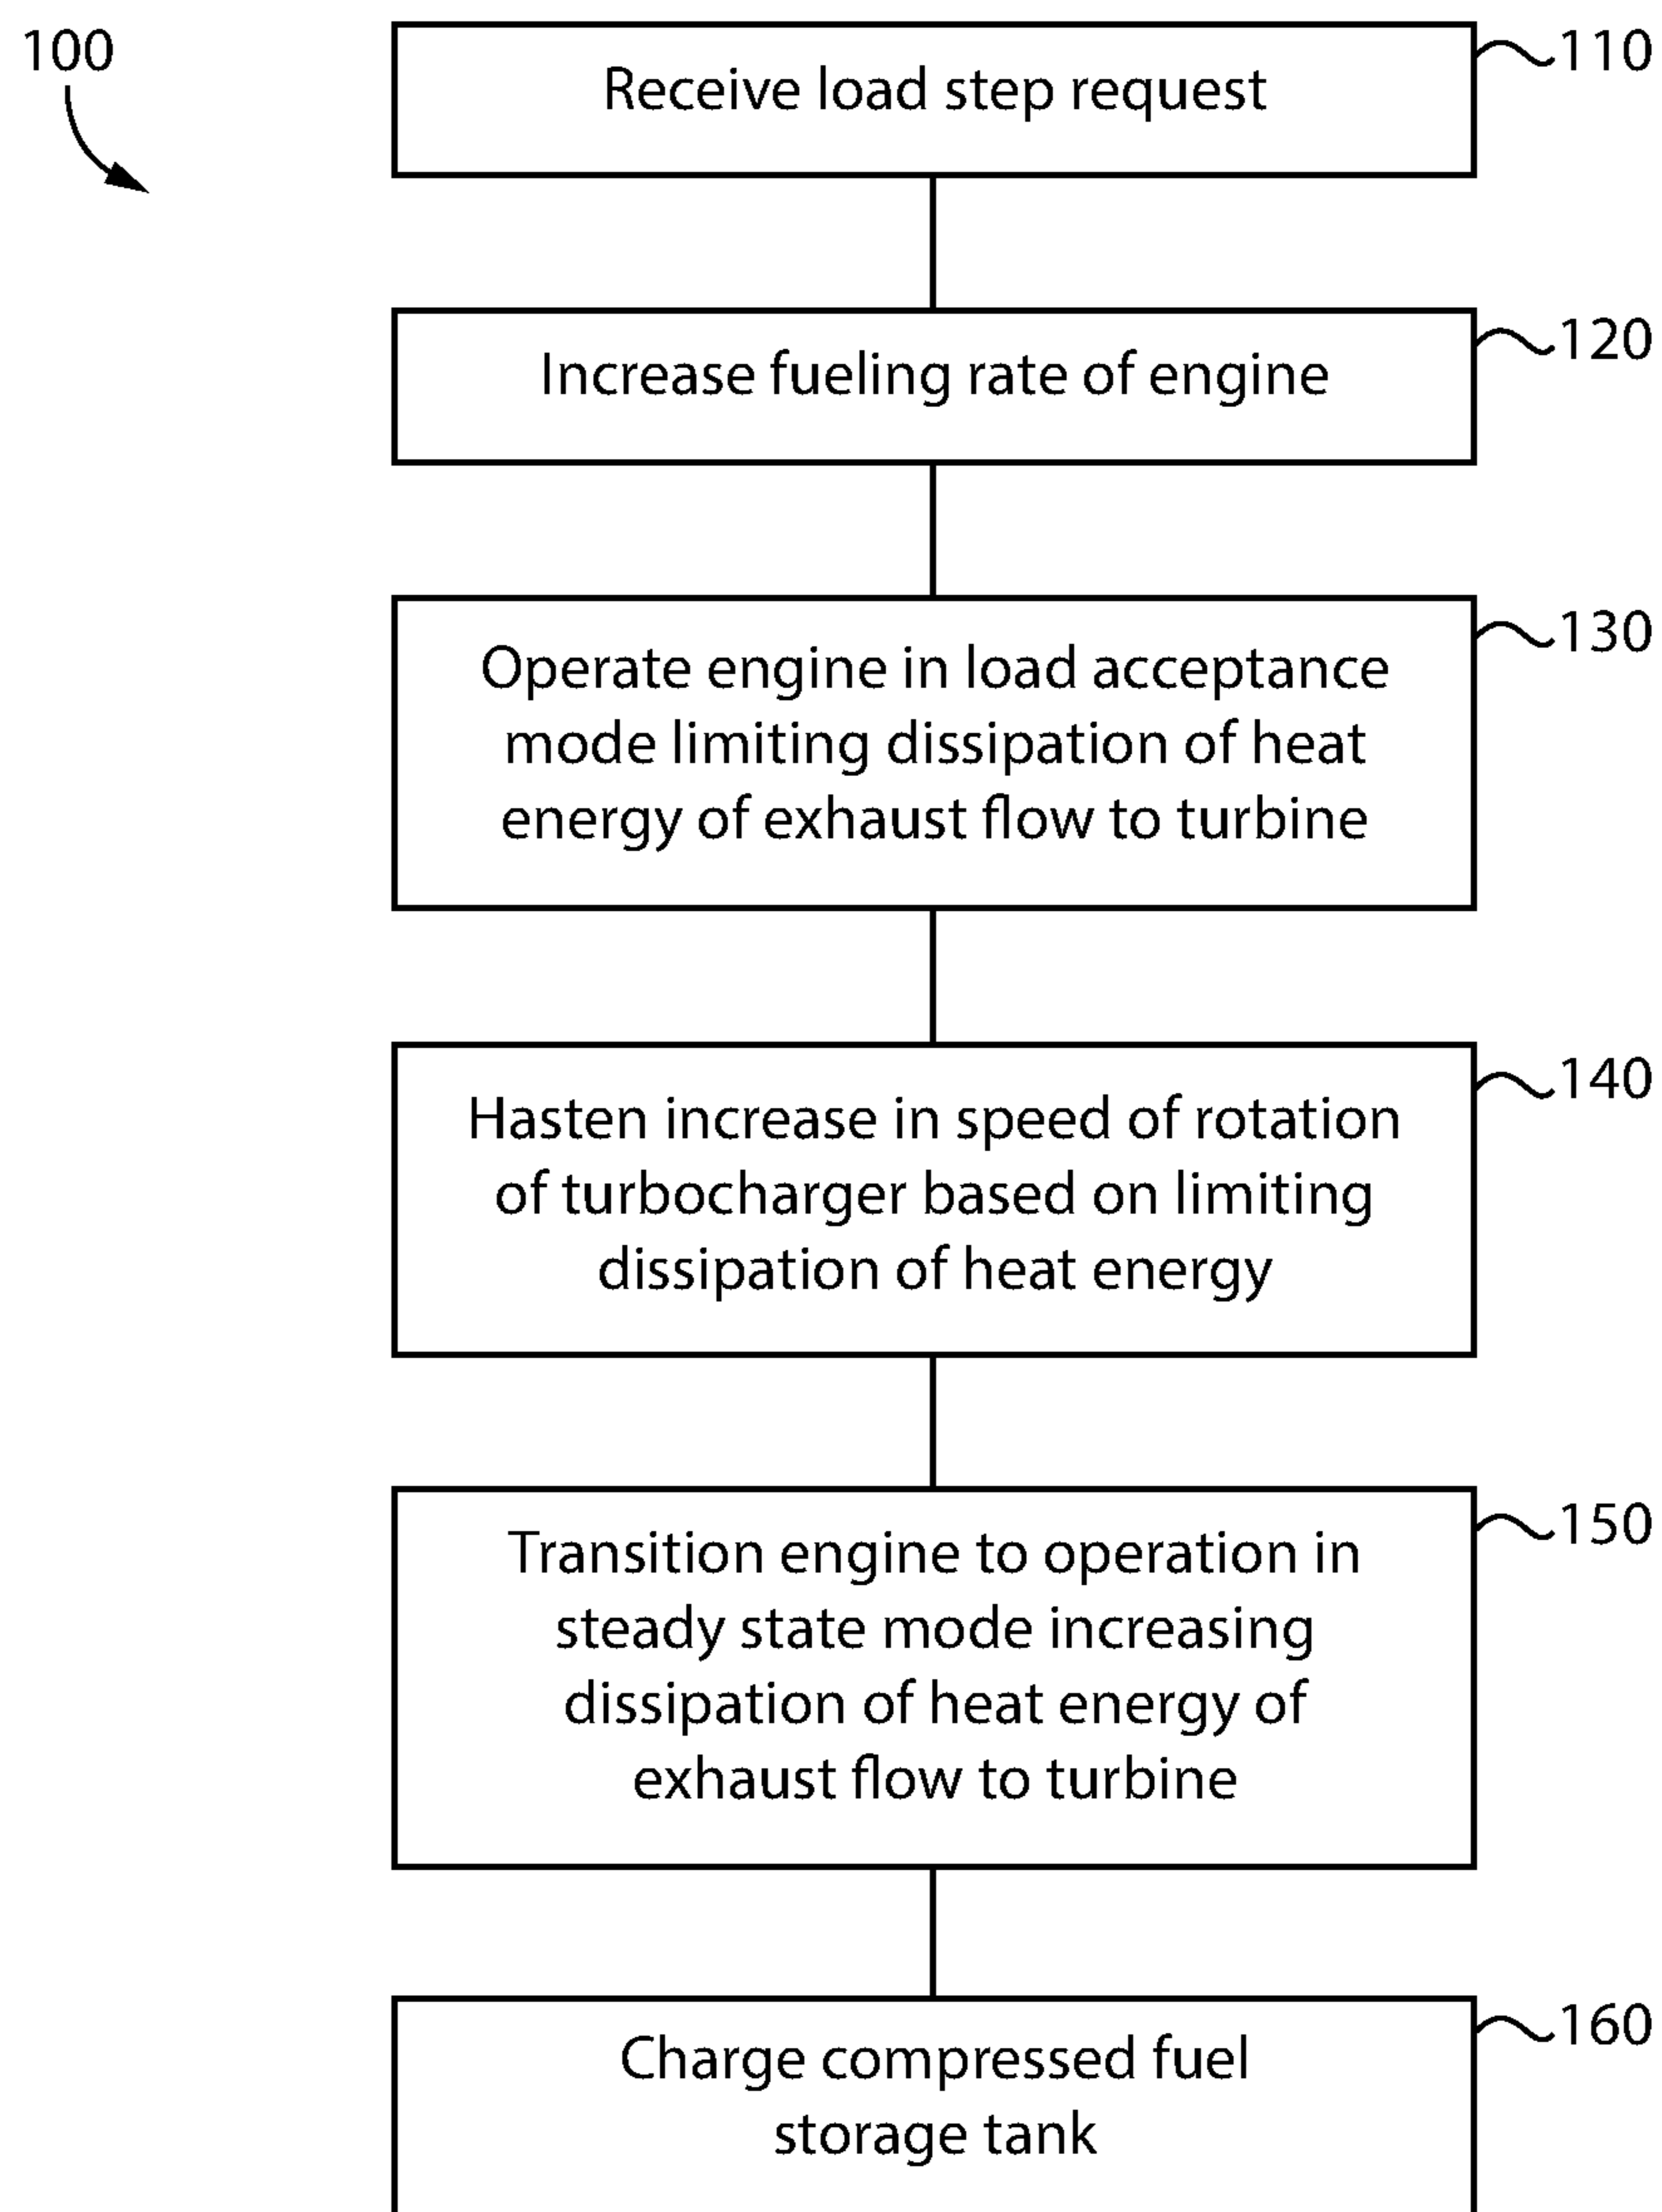 100
Receive load step request
110
Increase fueling rate of engine
120
Operate engine in load acceptance
mode limiting dissipation of heat
energy of exhaust flow to turbine
130
Hasten increase in speed of rotation
of turbocharger based on limiting
dissipation of heat energy
140
Transition engine to operation in
steady state mode increasing
dissipation of heat energy of
exhaust flow to turbine
150
Charge compressed fuel
storage tank
160